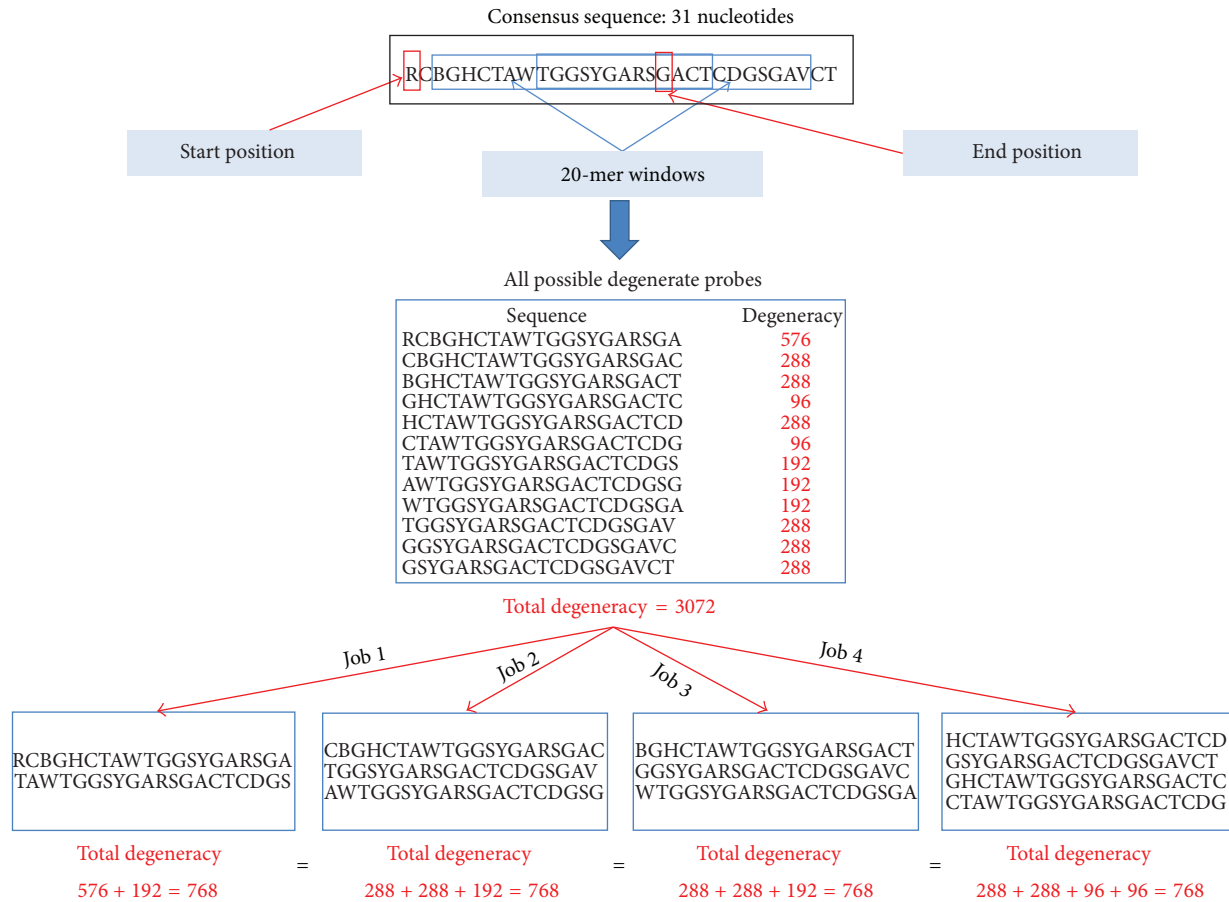 Consensus sequence: 31 nucleotides
RCBGHCTAWTGGSYGARSGACTCDGSGAVCT
Start position
End position
20-mer windows
All possible degenerate probes
Sequence Degeneracy
RCBGHCTAWTGGSYGARSGA 576
CBGHCTAWTGGSYGARSGAC 288
BGHCTAWTGGSYGARSGACT 288
GHCTAWTGGSYGARSGACTC 96
HCTAWTGGSYGARSGACTCD 288
CTAWTGGSYGARSGACTCDG 96
TAWTGGSYGARSGACTCDGS 192
AWTGGSYGARSGACTCDGSG 192
WTGGSYGARSGACTCDGSGA 192
TGGSYGARSGACTCDGSGAV 288
GGSYGARSGACTCDGSGAVC 288
GSYGARSGACTCDGSGAVCT 288
Total degeneracy = 3072
Job 1
Job 2
Job 3
Job 4
RCBGHCTAWTGGSYGARSGA
TAWTGGSYGARSGACTCDGS
CBGHCTAWTGGSYGARSGAC
TGGSYGARSGACTCDGSGAV
AWTGGSYGARSGACTCDGSG
BGHCTAWTGGSYGARSGACT
GGSYGARSGACTCDGSGAVC
WTGGSYGARSGACTCDGSGA
HCTAWTGGSYGARSGACTCD
GSYGARSGACTCDGSGAVCT
GHCTAWTGGSYGARSGACTC
CTAWTGGSYGARSGACTCDG
Total degeneracy = Total degeneracy = Total degeneracy = Total degeneracy
576 + 192 = 768 288 + 288 + 192 = 768 288 + 288 + 192 = 768 288 + 288 + 96 + 96 = 768